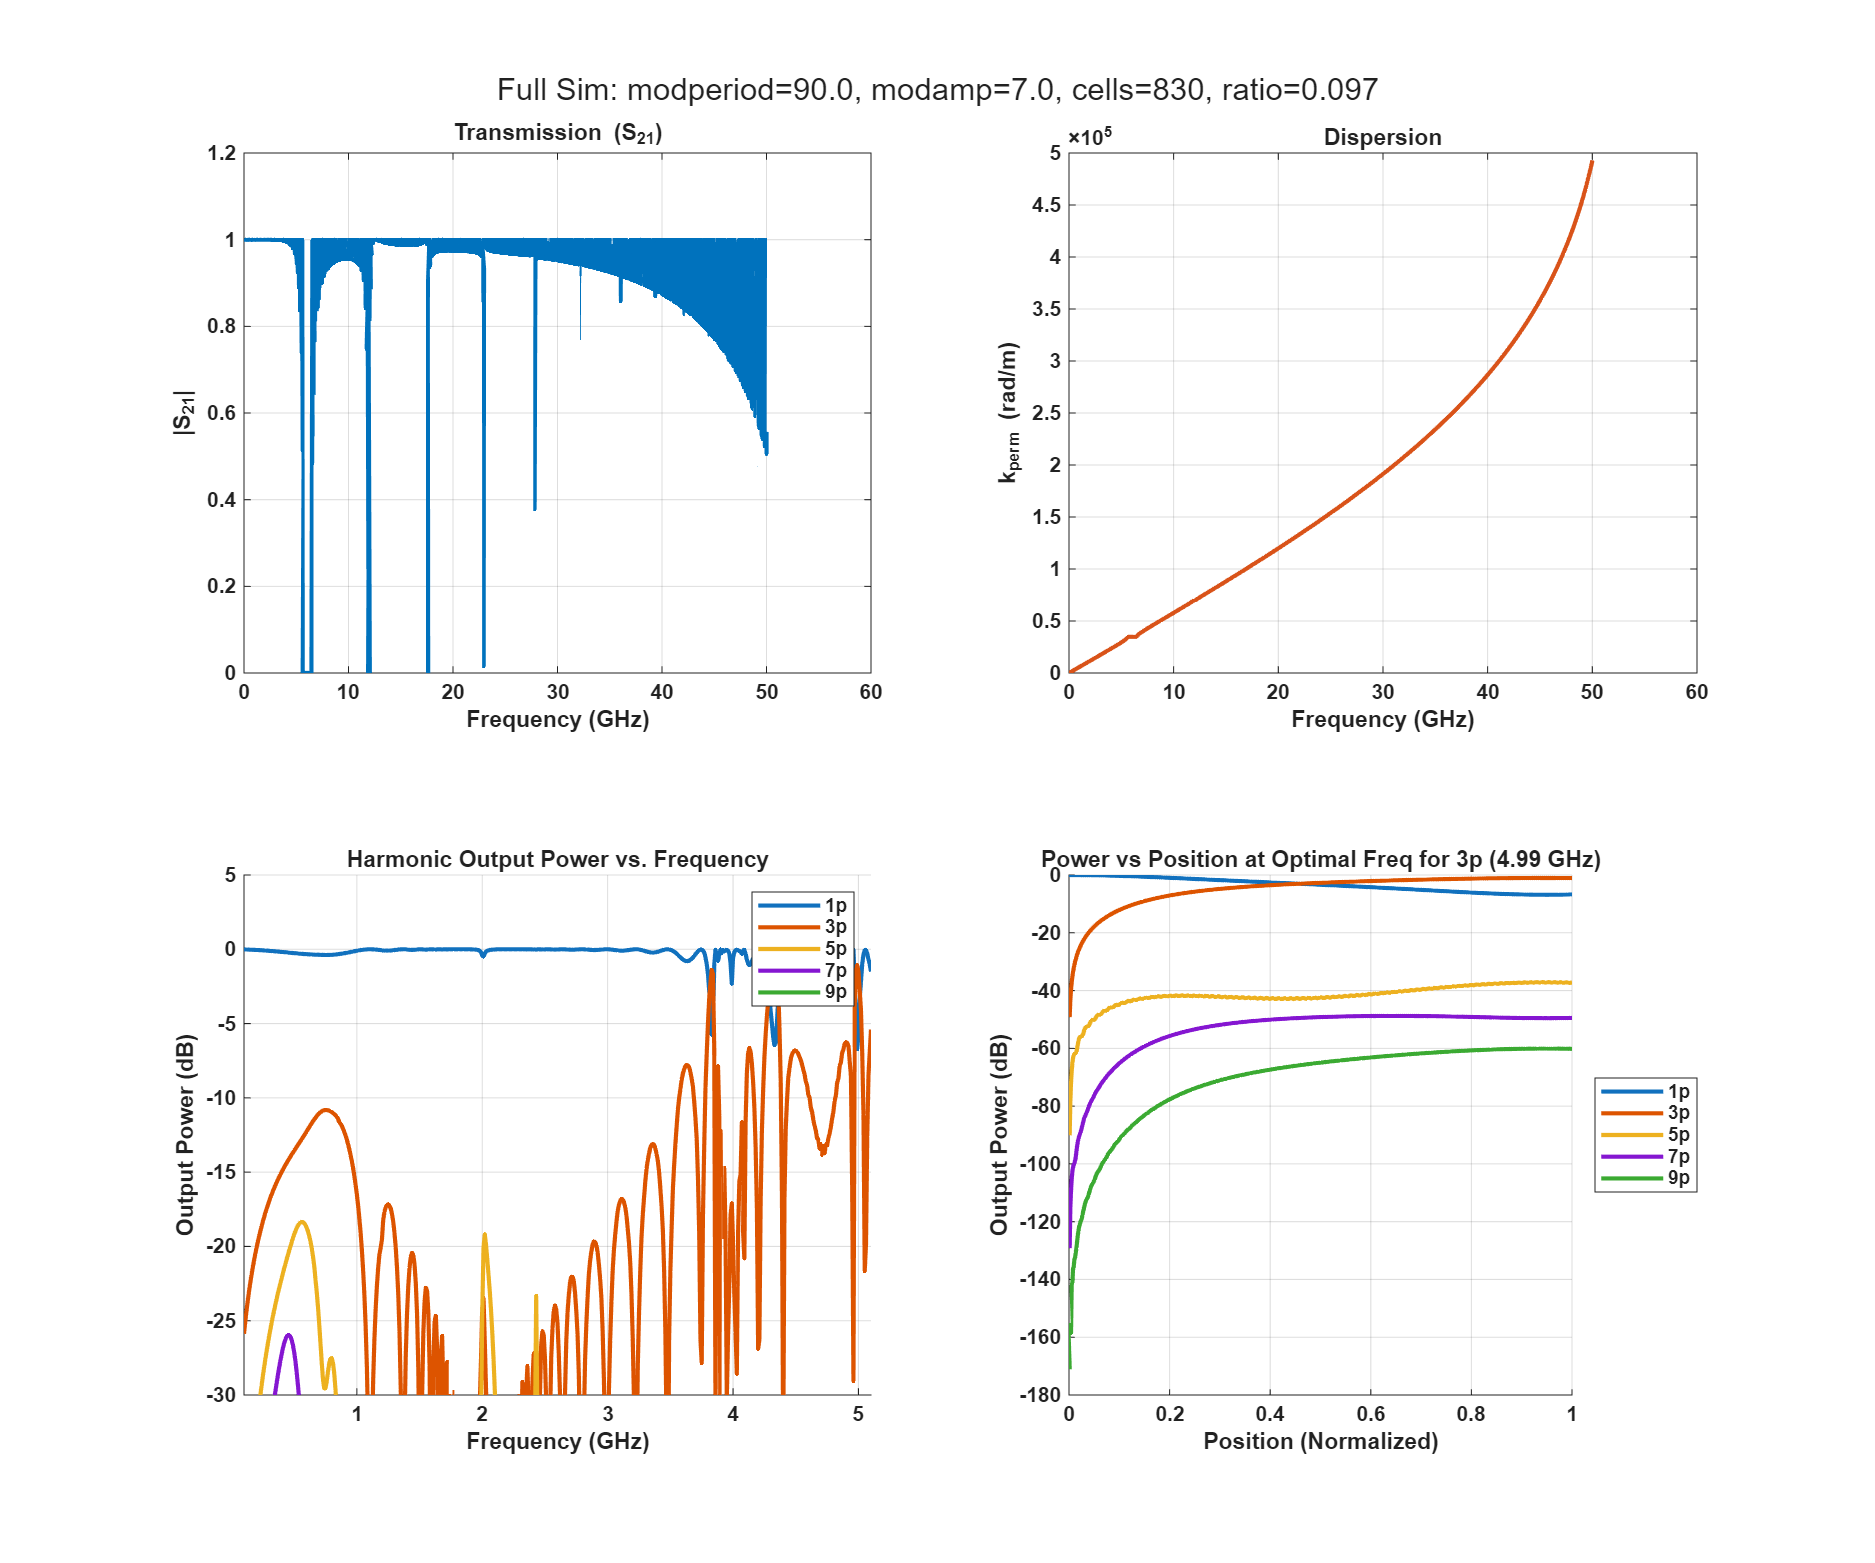 Full Sim: modperiod=90.0, modamp=7.0, cells=830, ratio=0.097
Transmission (S21)
1.2
1
0.8
0.6
0.4
0.2
0
|S21|
0 10 20 30 40 50 60
Frequency (GHz)
×10^5
Dispersion
5
4.5
4
3.5
3
2.5
2
1.5
1
0.5
0
kperm (rad/m)
0 10 20 30 40 50 60
Frequency (GHz)
Harmonic Output Power vs. Frequency
5
0
-5
-10
-15
-20
-25
-30
Output Power (dB)
1p
3p
5p
7p
9p
1 2 3 4 5
Frequency (GHz)
Power vs Position at Optimal Freq for 3p (4.99 GHz)
0
-20
-40
-60
-80
-100
-120
-140
-160
-180
Output Power (dB)
0 0.2 0.4 0.6 0.8 1
Position (Normalized)
1p
3p
5p
7p
9p